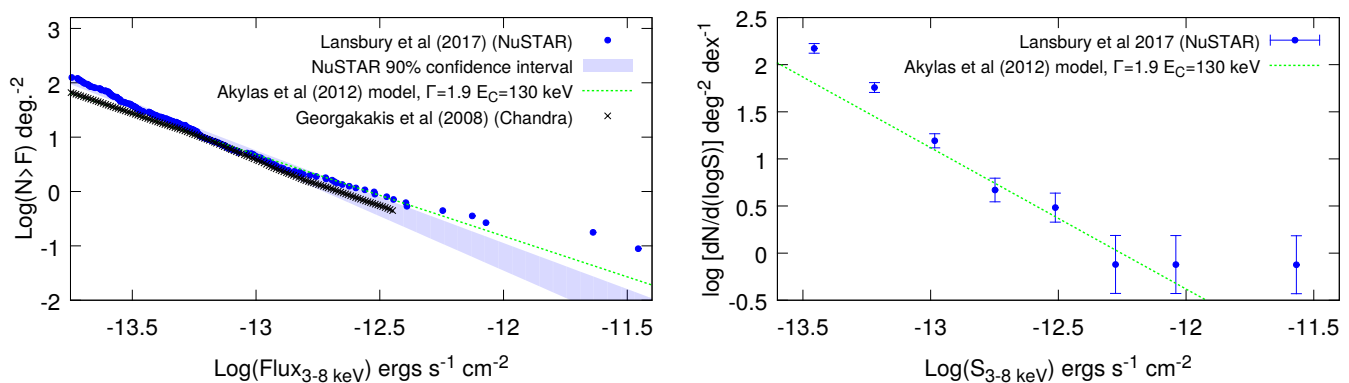 Lansbury et al (2017) (NuSTAR)
NuSTAR 90% confidence interval
Akylas et al (2012) model, Γ=1.9 E_C=130 keV
Georgakakis et al (2008) (Chandra)
Log(N>F) deg.⁻²
3
2
1
0
-1
-2
-13.5 -13 -12.5 -12 -11.5
Log(Flux₃₋₈ keV) ergs s⁻¹ cm⁻²
Lansbury et al 2017 (NuSTAR)
Akylas et al (2012) model, Γ=1.9 E_C=130 keV
log [dN/d(logS)] deg⁻² dex⁻¹
2.5
2
1.5
1
0.5
0
-0.5
-13.5 -13 -12.5 -12 -11.5
Log(S₃₋₈ keV) ergs s⁻¹ cm⁻²